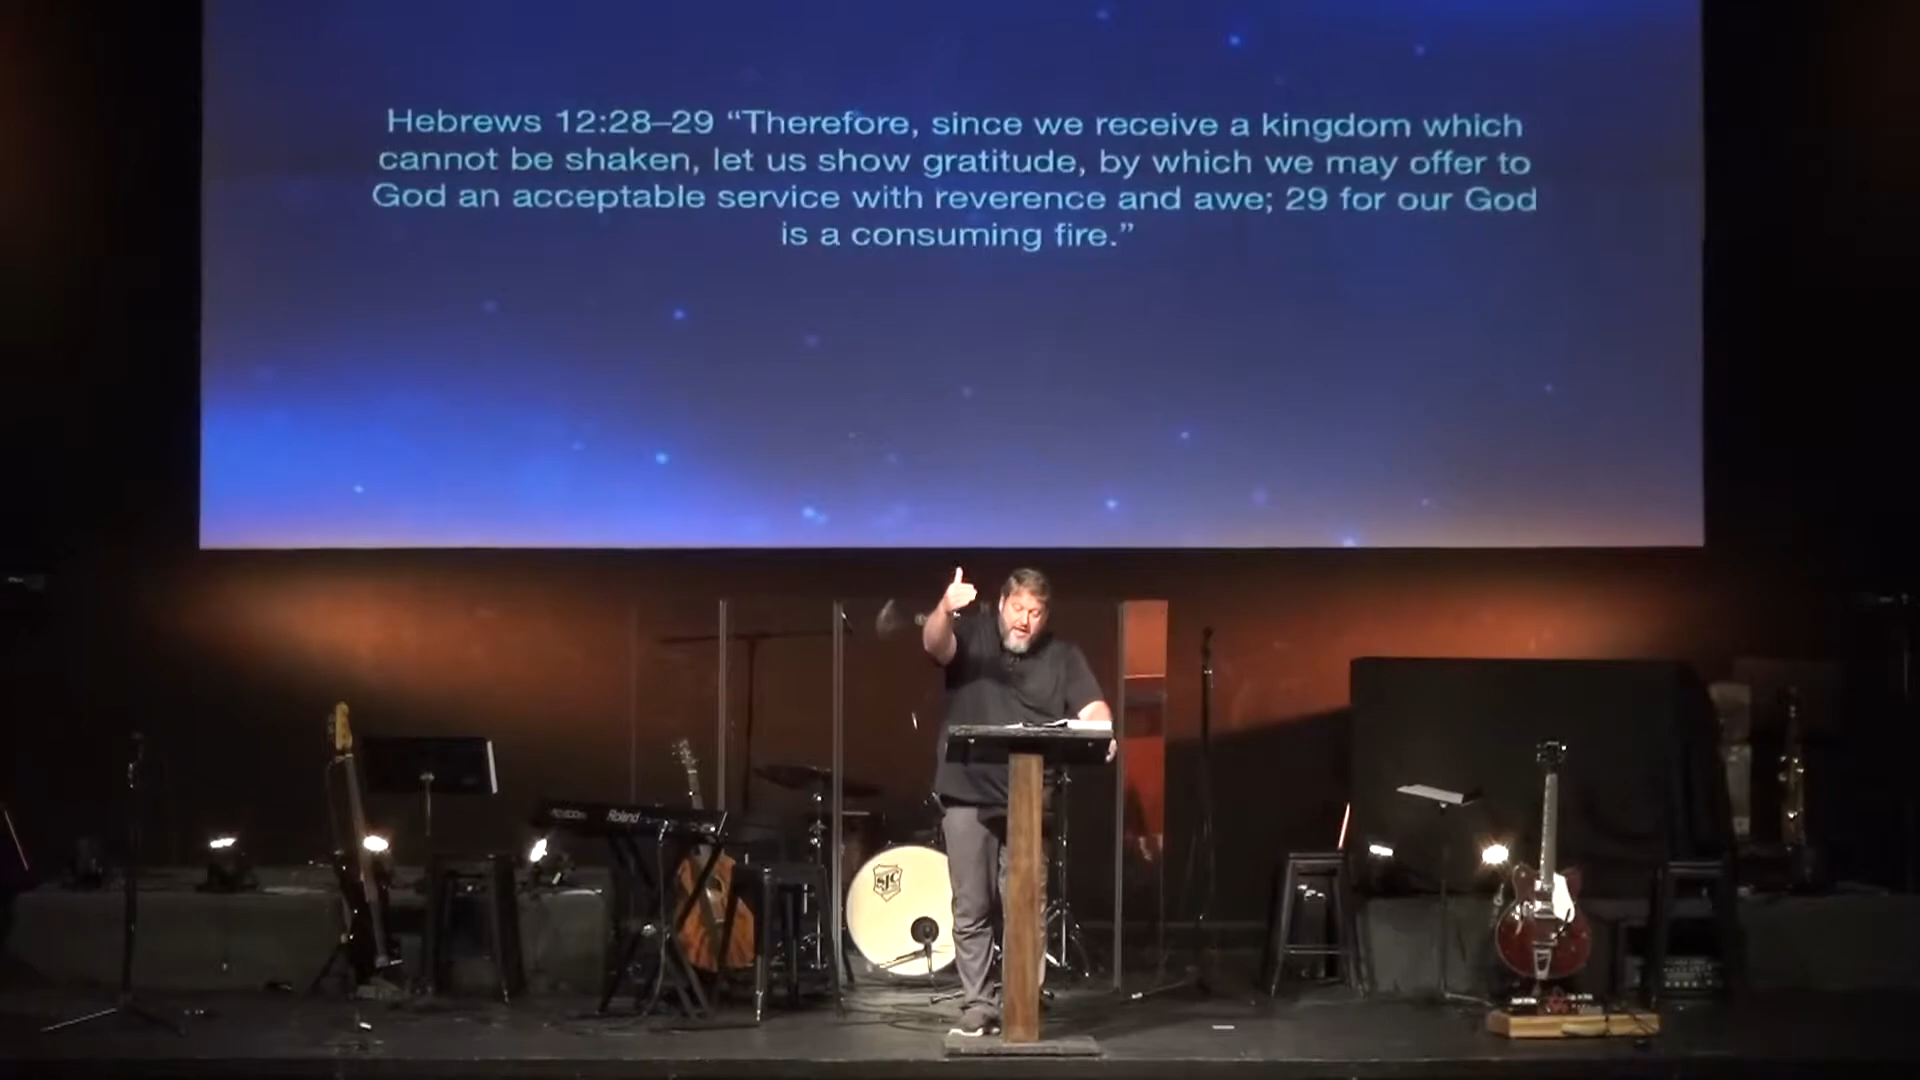 Hebrews 12:28–29 “Therefore, since we receive a kingdom which
cannot be shaken, let us show gratitude, by which we may offer to
God an acceptable service with reverence and awe; 29 for our God
is a consuming fire.”
Roland
SJC